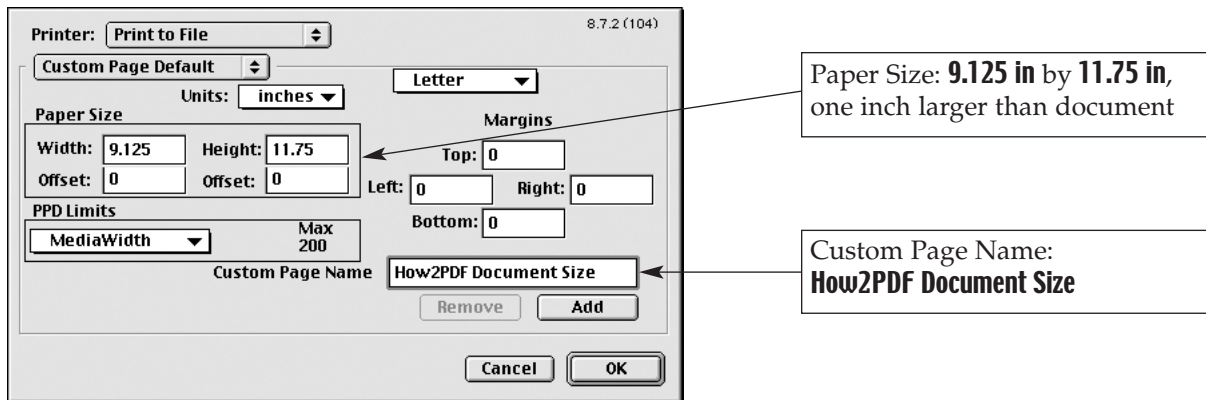 8.7.2 (104)
Printer: Print to File
Custom Page Default
Letter
Units: inches
Paper Size
Width: 9.125 Height: 11.75
Offset: 0 Offset: 0
Margins
Top: 0
Left: 0 Right: 0
Bottom: 0
PPD Limits
MediaWidth
Max
200
Custom Page Name How2PDF Document Size
Remove Add
Cancel OK
Paper Size: 9.125 in by 11.75 in,
one inch larger than document
Custom Page Name:
How2PDF Document Size